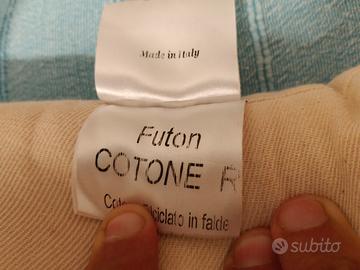 Made in Italy
Futon
COTONE R
in falde
subito